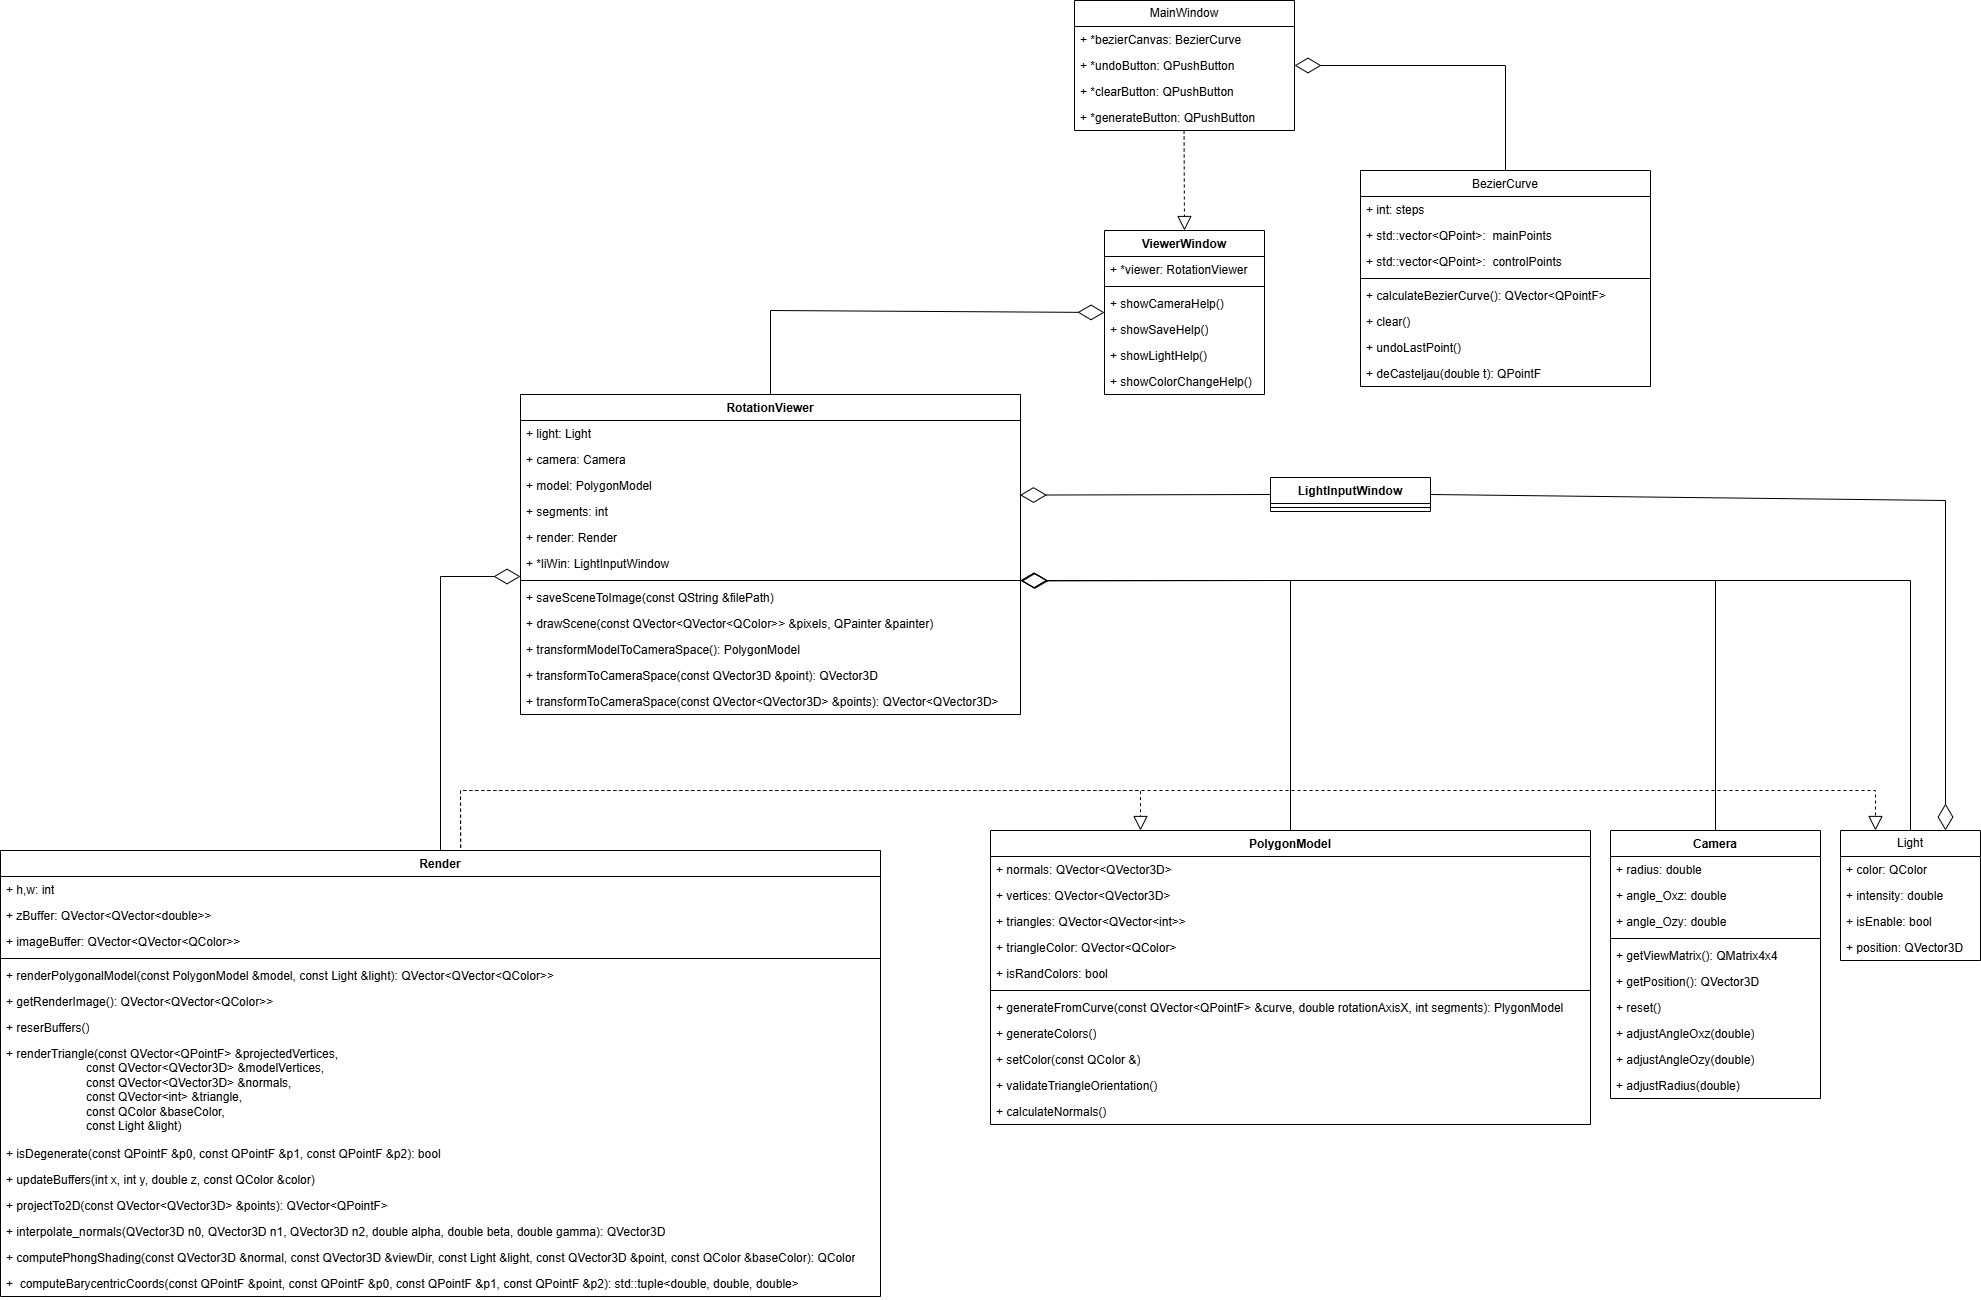 MainWindow
+ *bezierCanvas: BezierCurve
+ *undoButton: QPushButton
+ *clearButton: QPushButton
+ *generateButton: QPushButton
BezierCurve
+ int: steps
+ std::vector<QPoint>:  mainPoints
+ std::vector<QPoint>:  controlPoints
+ calculateBezierCurve(): QVector<QPointF>
+ clear()
+ undoLastPoint()
+ deCasteljau(double t): QPointF
ViewerWindow
+ *viewer: RotationViewer
+ showCameraHelp()
+ showSaveHelp()
+ showLightHelp()
+ showColorChangeHelp()
RotationViewer
+ light: Light
+ camera: Camera
+ model: PolygonModel
+ segments: int
+ render: Render
+ *liWin: LightInputWindow
+ saveSceneToImage(const QString &filePath)
+ drawScene(const QVector<QVector<QColor>> &pixels, QPainter &painter)
+ transformModelToCameraSpace(): PolygonModel
+ transformToCameraSpace(const QVector3D &point): QVector3D
+ transformToCameraSpace(const QVector<QVector3D> &points): QVector<QVector3D>
LightInputWindow
Render
+ h,w: int
+ zBuffer: QVector<QVector<double>>
+ imageBuffer: QVector<QVector<QColor>>
+ renderPolygonalModel(const PolygonModel &model, const Light &light): QVector<QVector<QColor>>
+ getRenderImage(): QVector<QVector<QColor>>
+ reserBuffers()
+ renderTriangle(const QVector<QPointF> &projectedVertices,
const QVector<QVector3D> &modelVertices,
const QVector<QVector3D> &normals,
const QVector<int> &triangle,
const QColor &baseColor,
const Light &light)
+ isDegenerate(const QPointF &p0, const QPointF &p1, const QPointF &p2): bool
+ updateBuffers(int x, int y, double z, const QColor &color)
+ projectTo2D(const QVector<QVector3D> &points): QVector<QPointF>
+ interpolate_normals(QVector3D n0, QVector3D n1, QVector3D n2, double alpha, double beta, double gamma): QVector3D
+ computePhongShading(const QVector3D &normal, const QVector3D &viewDir, const Light &light, const QVector3D &point, const QColor &baseColor): QColor
+  computeBarycentricCoords(const QPointF &point, const QPointF &p0, const QPointF &p1, const QPointF &p2): std::tuple<double, double, double>
PolygonModel
+ normals: QVector<QVector3D>
+ vertices: QVector<QVector3D>
+ triangles: QVector<QVector<int>>
+ triangleColor: QVector<QColor>
+ isRandColors: bool
+ generateFromCurve(const QVector<QPointF> &curve, double rotationAxisX, int segments): PlygonModel
+ generateColors()
+ setColor(const QColor &)
+ validateTriangleOrientation()
+ calculateNormals()
Camera
+ radius: double
+ angle_Oxz: double
+ angle_Ozy: double
+ getViewMatrix(): QMatrix4x4
+ getPosition(): QVector3D
+ reset()
+ adjustAngleOxz(double)
+ adjustAngleOzy(double)
+ adjustRadius(double)
Light
+ color: QColor
+ intensity: double
+ isEnable: bool
+ position: QVector3D